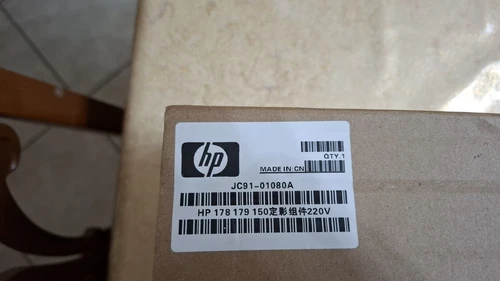 hp
QTY.1
MADE IN:CN
JC91-01080A
HP 178 179 150定影组件220V